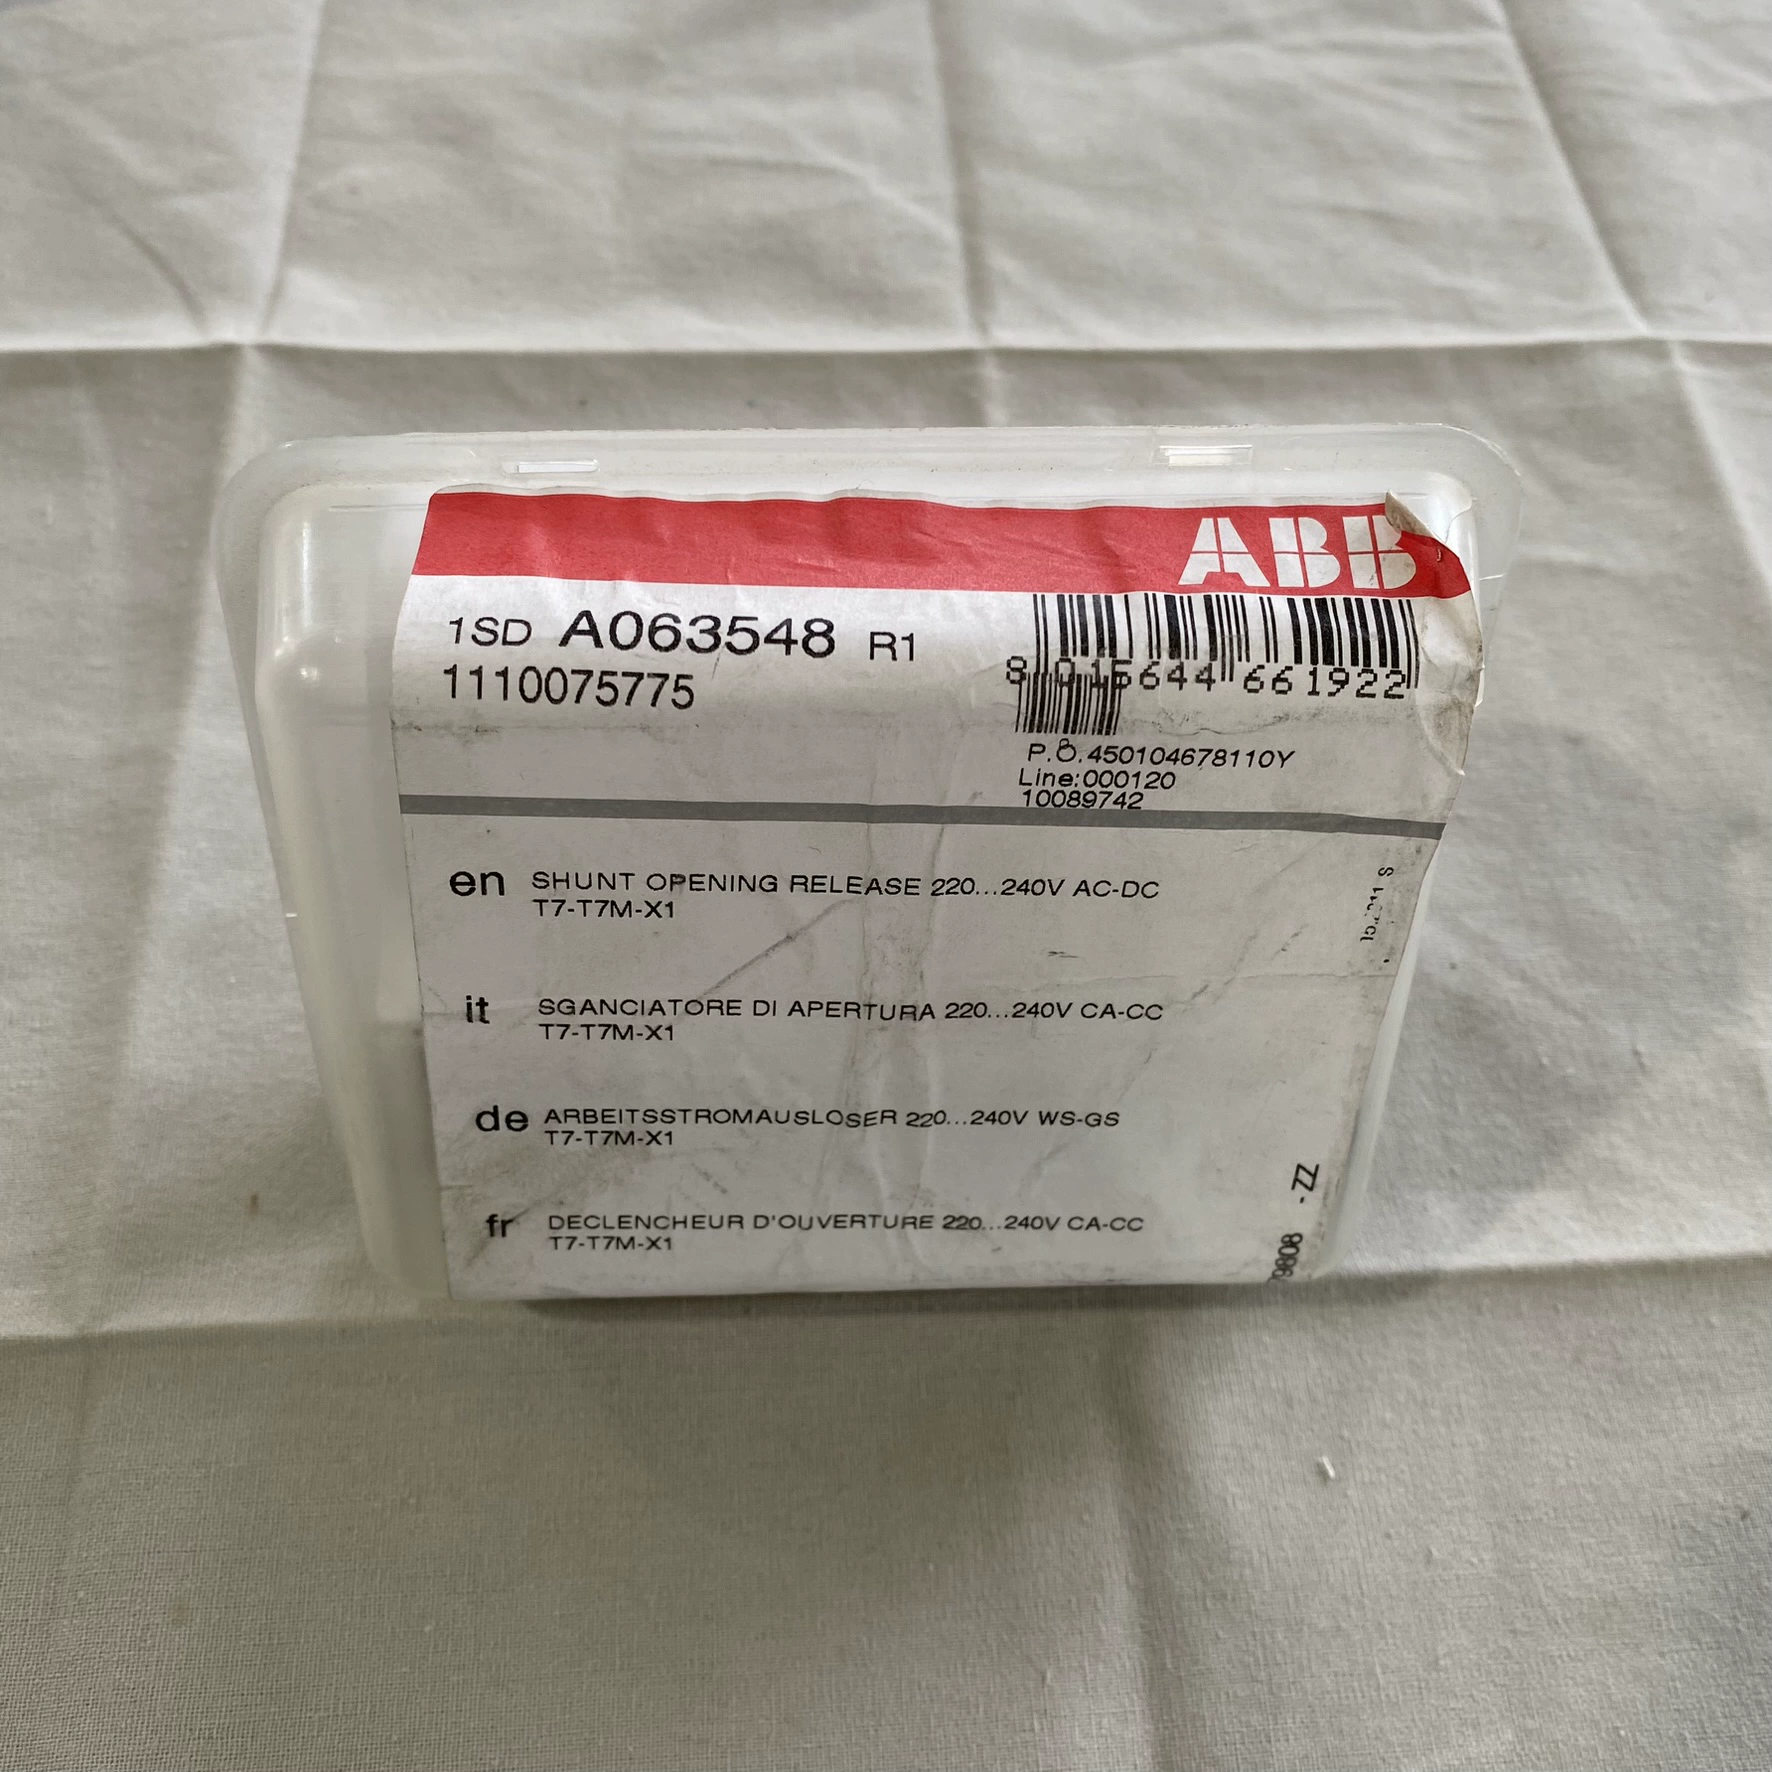 ABB
1SD A063548 R1
1110075775
8 015644 661922
P.O.450104678110Y
Line:000120
10089742
en SHUNT OPENING RELEASE 220...240V AC-DC
T7-T7M-X1
it SGANCIATORE DI APERTURA 220...240V CA-CC
T7-T7M-X1
de ARBEITSSTROMAUSLOSER 220...240V WS-GS
T7-T7M-X1
fr DECLENCHEUR D'OUVERTURE 220...240V CA-CC
T7-T7M-X1
- ZZ